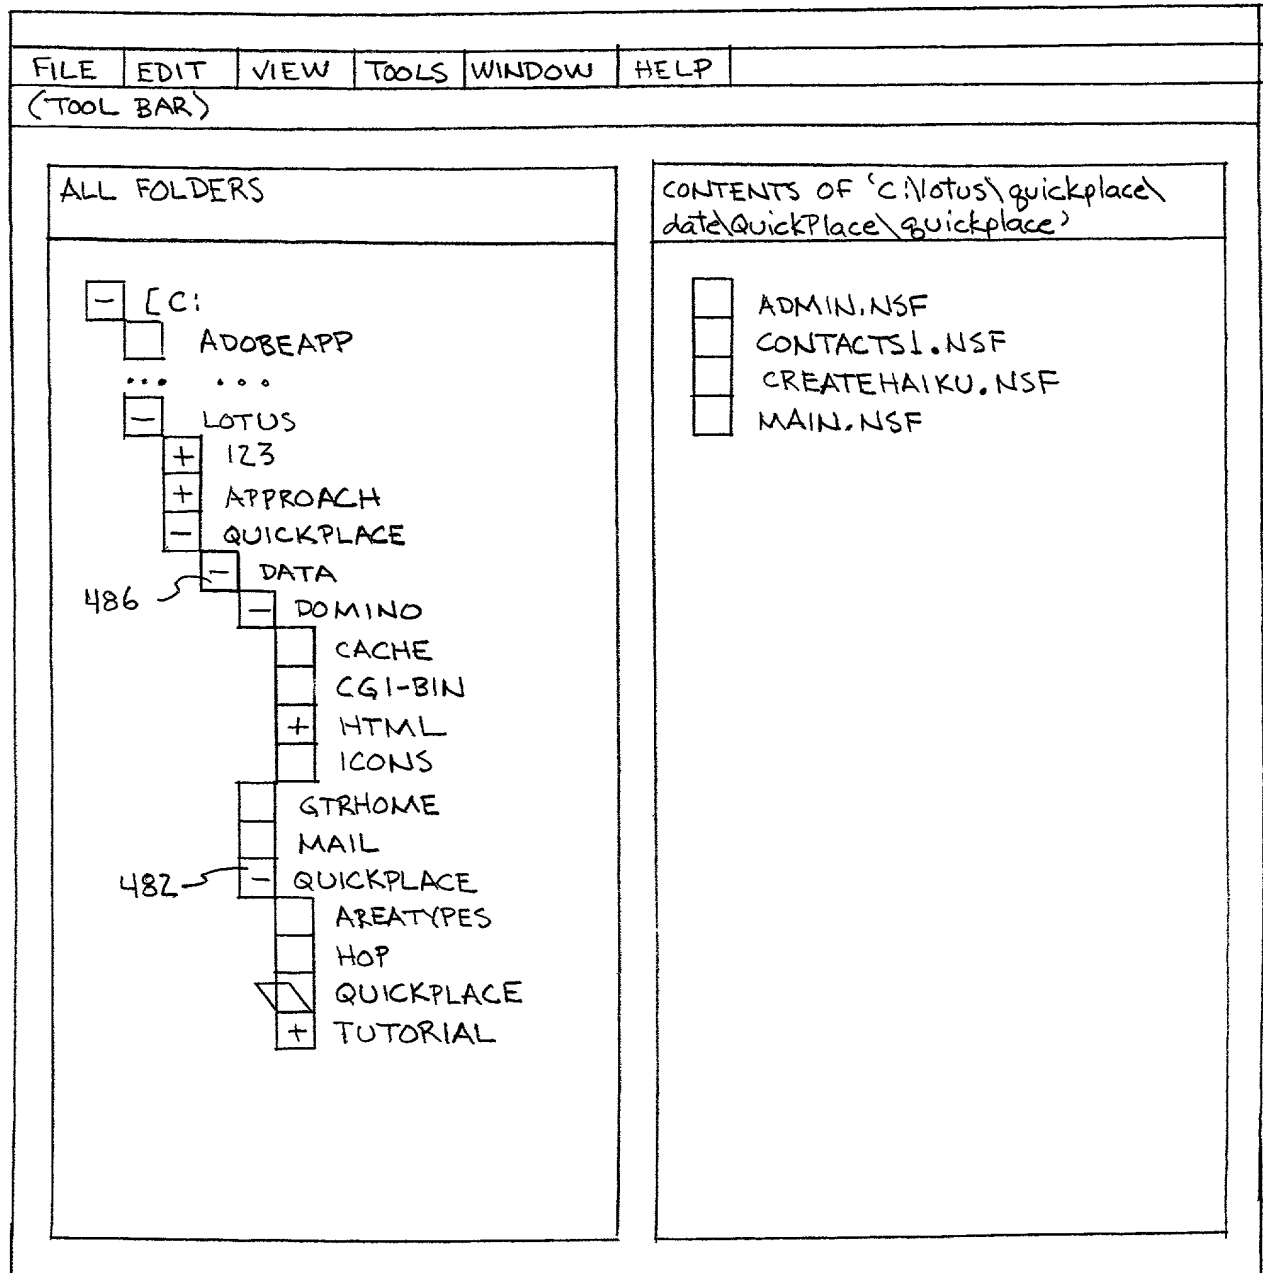 FILE EDIT VIEW TOOLS WINDOW HELP
(TOOL BAR)
ALL FOLDERS
- [C:
ADOBEAPP
... ...
- LOTUS
+ 123
+ APPROACH
- QUICKPLACE
- DATA
486
- DOMINO
CACHE
CGI-BIN
+ HTML
ICONS
GTRHOME
MAIL
482 - QUICKPLACE
AREATYPES
HOP
QUICKPLACE
+ TUTORIAL
CONTENTS OF 'C:\lotus\quickplace\
date\QuickPlace\quickplace'
ADMIN.NSF
CONTACTS1.NSF
CREATEHAIKU.NSF
MAIN.NSF